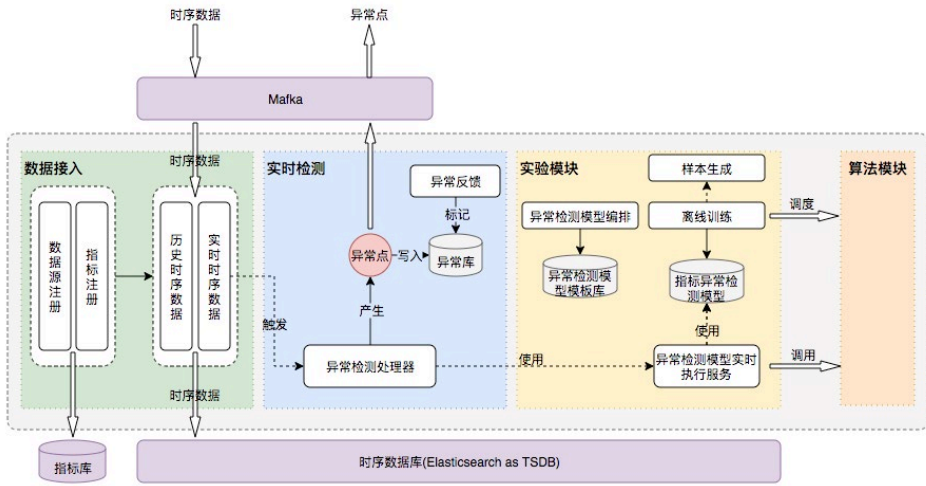 时序数据
异常点
Mafka
数据接入
时序数据
数据源注册
指标注册
历史时序数据
实时时序数据
时序数据
触发
实时检测
异常反馈
标记
异常点
写入
异常库
产生
异常检测处理器
使用
实验模块
样本生成
异常检测模型编排
离线训练
异常检测模
型模板库
指标异常检
测模型
使用
异常检测模型实时
执行服务
调度
调用
算法模块
指标库
时序数据库(Elasticsearch as TSDB)